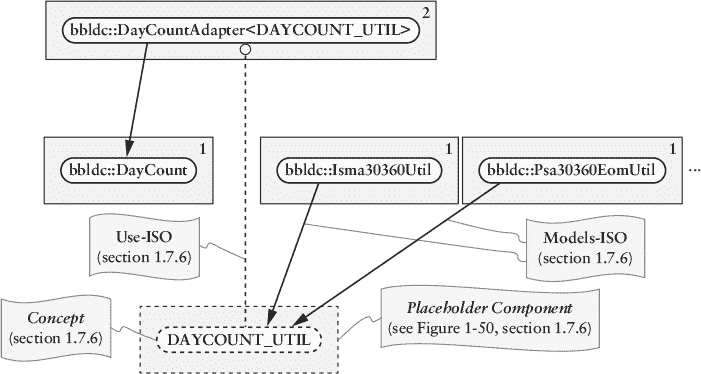 2
bbldc::DayCountAdapter<DAYCOUNT_UTIL>
1
bbldc::DayCount
1
bbldc::Isma30360Util
1
bbldc::Psa30360EomUtil
...
Use-ISO
(section 1.7.6)
Models-ISO
(section 1.7.6)
Concept
(section 1.7.6)
DAYCOUNT_UTIL
Placeholder Component
(see Figure 1-50, section 1.7.6)